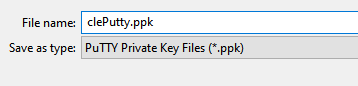 File name: clePutty.ppk
Save as type: PuTTY Private Key Files (*.ppk)